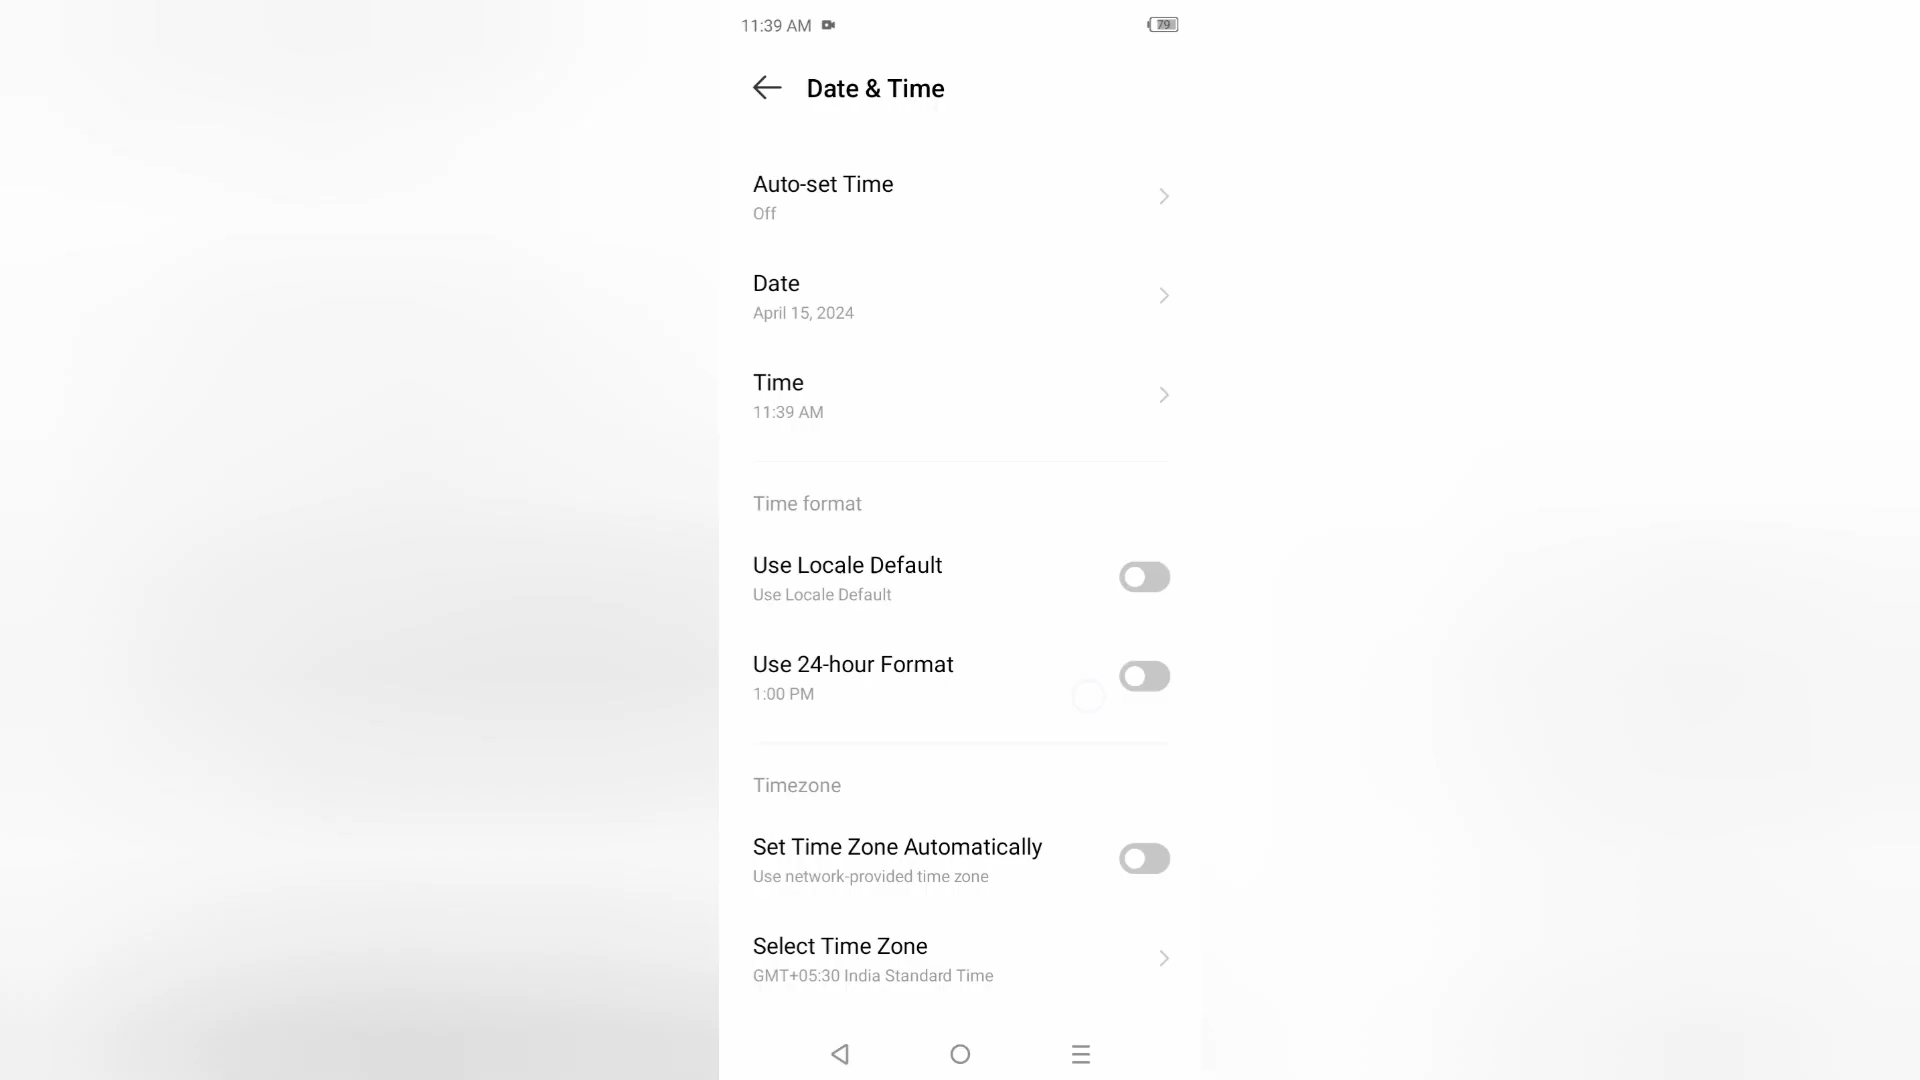 11:39 AM
79
Date & Time
Auto-set Time
Off
Date
April 15, 2024
Time
11:39 AM
Time format
Use Locale Default
Use Locale Default
Use 24-hour Format
1:00 PM
Timezone
Set Time Zone Automatically
Use network-provided time zone
Select Time Zone
GMT+05:30 India Standard Time